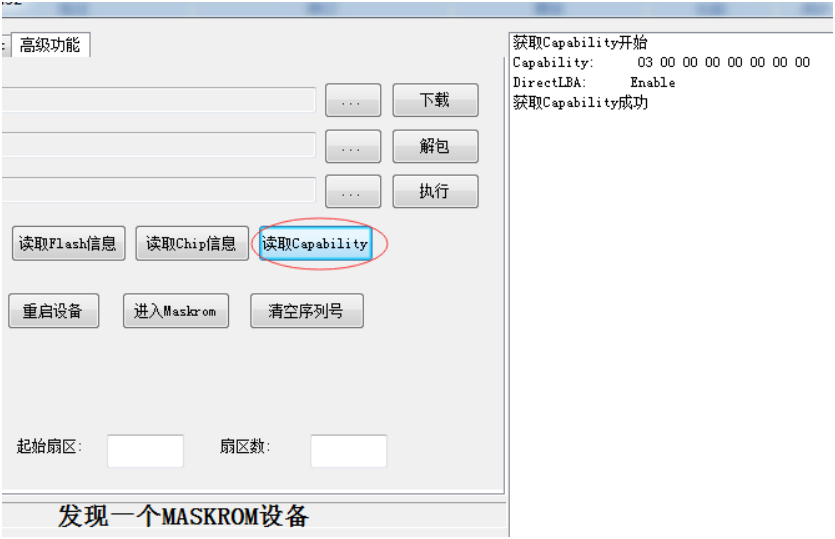 高级功能
... 下载
... 解包
... 执行
读取Flash信息 读取Chip信息 读取Capability
重启设备 进入Maskrom 清空序列号
起始扇区: 扇区数:
发现一个MASKROM设备
获取Capability开始
Capability: 03 00 00 00 00 00 00 00
DirectLBA: Enable
获取Capability成功